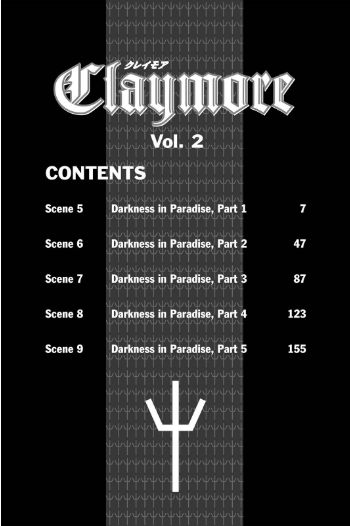 クレイモア
Claymore
Vol. 2
CONTENTS
Scene 5 Darkness in Paradise, Part 1 7
Scene 6 Darkness in Paradise, Part 2 47
Scene 7 Darkness in Paradise, Part 3 87
Scene 8 Darkness in Paradise, Part 4 123
Scene 9 Darkness in Paradise, Part 5 155